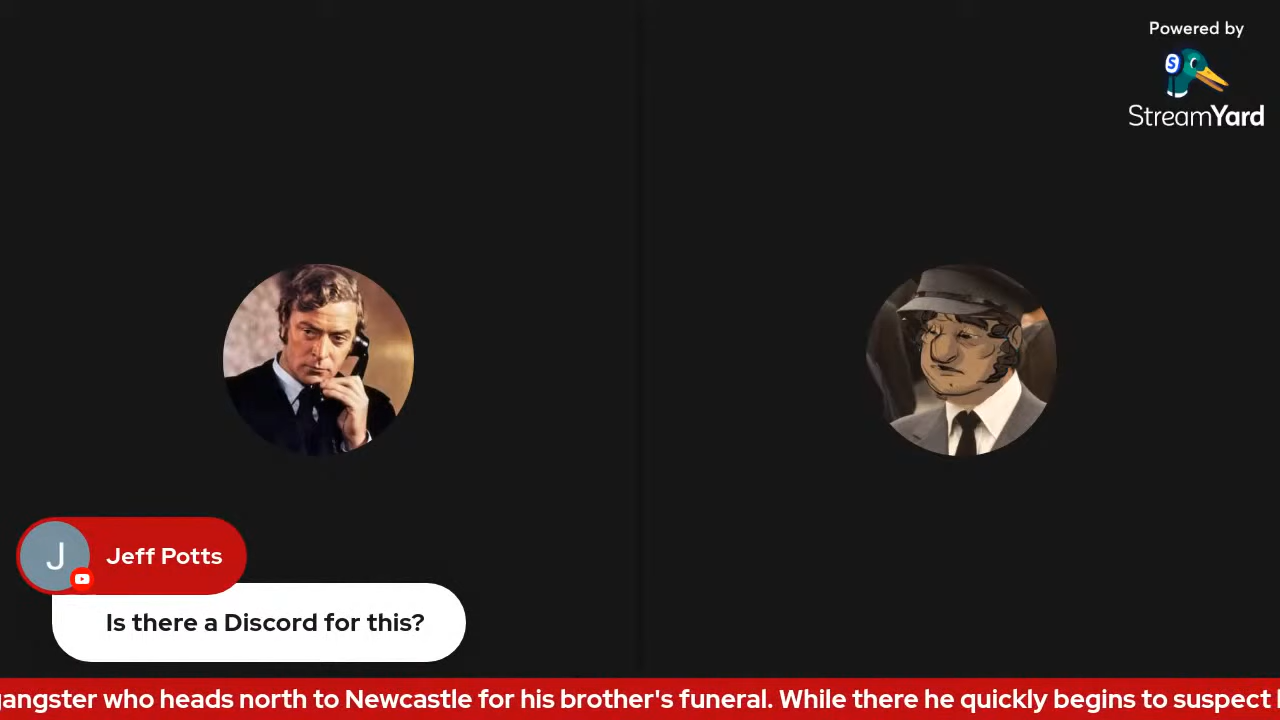 Powered by
S
StreamYard
J
Jeff Potts
Is there a Discord for this?
gangster who heads north to Newcastle for his brother's funeral. While there he quickly begins to suspect